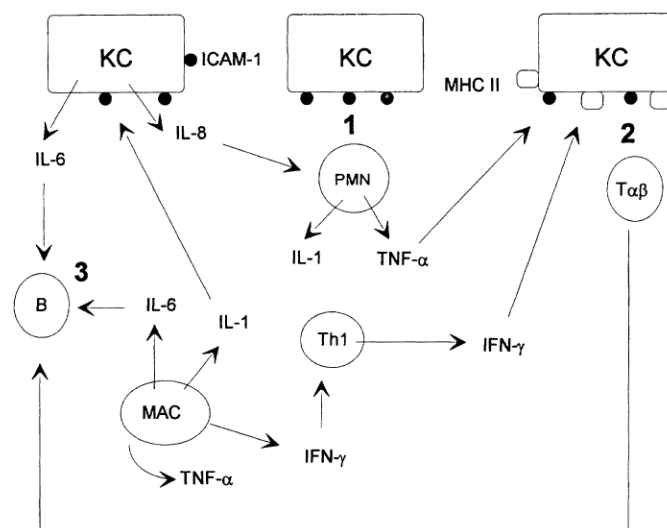 KC
ICAM-1
KC
KC
MHC II
1
2
IL-8
IL-6
PMN
Tαβ
IL-1
TNF-α
3
B
IL-6
IL-1
Th1
IFN-γ
MAC
IFN-γ
TNF-α